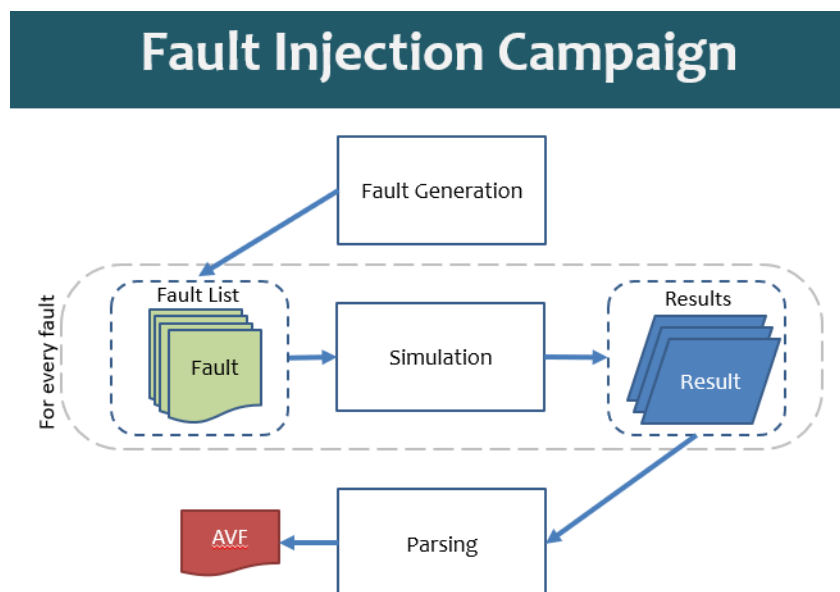 Fault Injection Campaign
Fault Generation
For every fault
Fault List
Fault
Simulation
Results
Result
AVF
Parsing